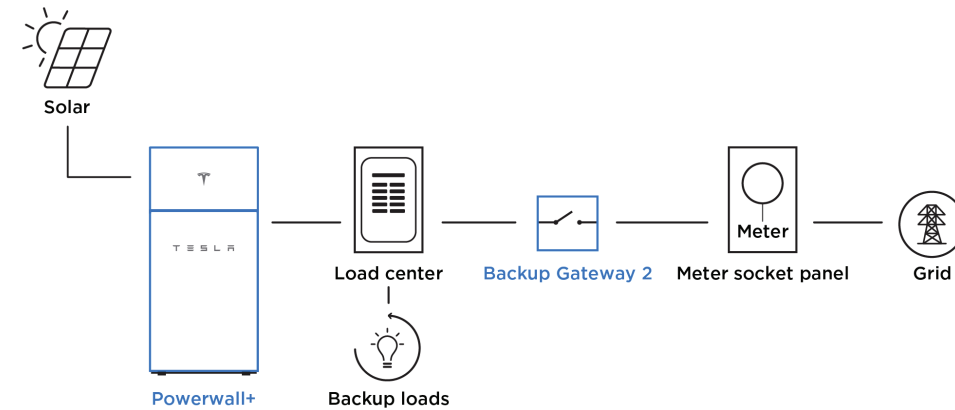 Solar
TESLA
Meter
Load center
Backup Gateway 2
Meter socket panel
Grid
Powerwall+
Backup loads